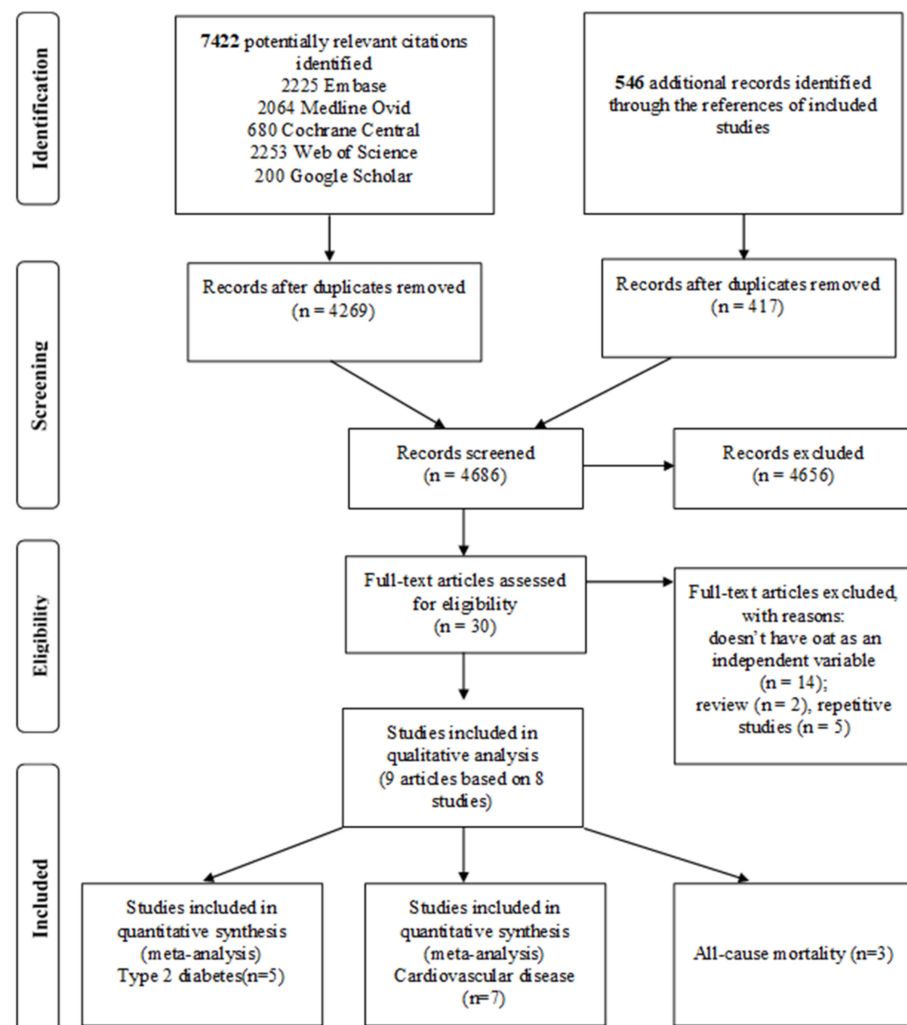 Identification
7422 potentially relevant citations
identified
2225 Embase
2064 Medline Ovid
680 Cochrane Central
2253 Web of Science
200 Google Scholar
546 additional records identified
through the references of included
studies
Screening
Records after duplicates removed
(n = 4269)
Records after duplicates removed
(n = 417)
Records screened
(n = 4686)
Records excluded
(n = 4656)
Eligibility
Full-text articles assessed
for eligibility
(n = 30)
Full-text articles excluded,
with reasons:
doesn't have oat as an
independent variable
(n = 14);
review (n = 2), repetitive
studies (n = 5)
Studies included in
qualitative analysis
(9 articles based on 8
studies)
Included
Studies included in
quantitative synthesis
(meta-analysis)
Type 2 diabetes(n=5)
Studies included in
quantitative synthesis
(meta-analysis)
Cardiovascular disease
(n=7)
All-cause mortality (n=3)